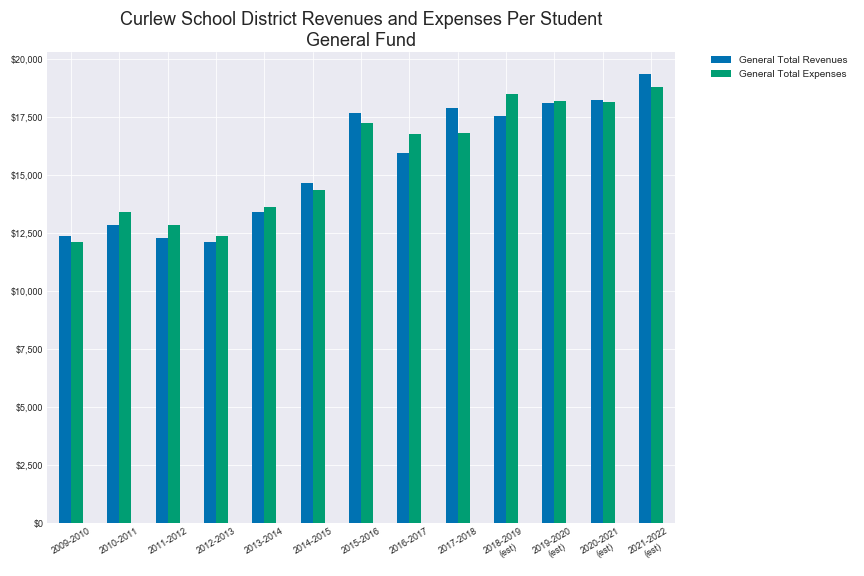 Curlew School District Revenues and Expenses Per Student
General Fund
General Total Revenues
General Total Expenses
$20,000
$17,500
$15,000
$12,500
$10,000
$7,500
$5,000
$2,500
$0
2009-2010
2010-2011
2011-2012
2012-2013
2013-2014
2014-2015
2015-2016
2016-2017
2017-2018
2018-2019
(est)
2019-2020
(est)
2020-2021
(est)
2021-2022
(est)